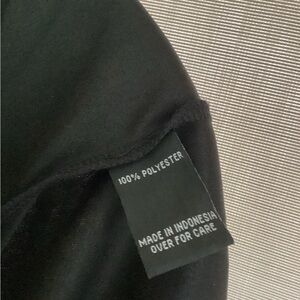 100% POLYESTER
MADE IN INDONESIA
OVER FOR CARE